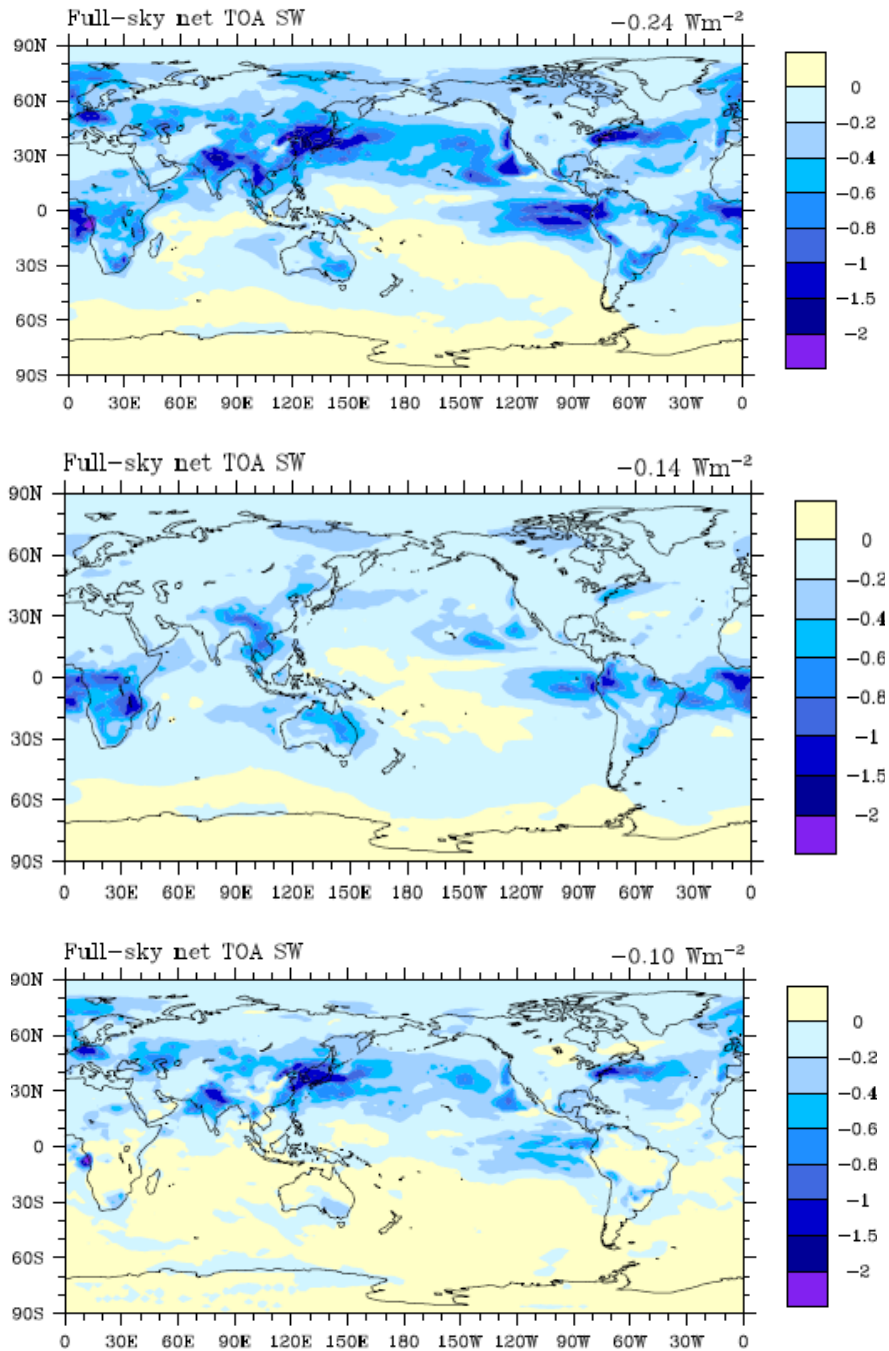 Full-sky net TOA SW -0.24 Wm⁻²
90N
60N
30N
0
30S
60S
90S
0 30E 60E 90E 120E 150E 180 150W 120W 90W 60W 30W 0
0
-0.2
-0.4
-0.6
-0.8
-1
-1.5
-2
Full-sky net TOA SW -0.14 Wm⁻²
90N
60N
30N
0
30S
60S
90S
0 30E 60E 90E 120E 150E 180 150W 120W 90W 60W 30W 0
0
-0.2
-0.4
-0.6
-0.8
-1
-1.5
-2
Full-sky net TOA SW -0.10 Wm⁻²
90N
60N
30N
0
30S
60S
90S
0 30E 60E 90E 120E 150E 180 150W 120W 90W 60W 30W 0
0
-0.2
-0.4
-0.6
-0.8
-1
-1.5
-2